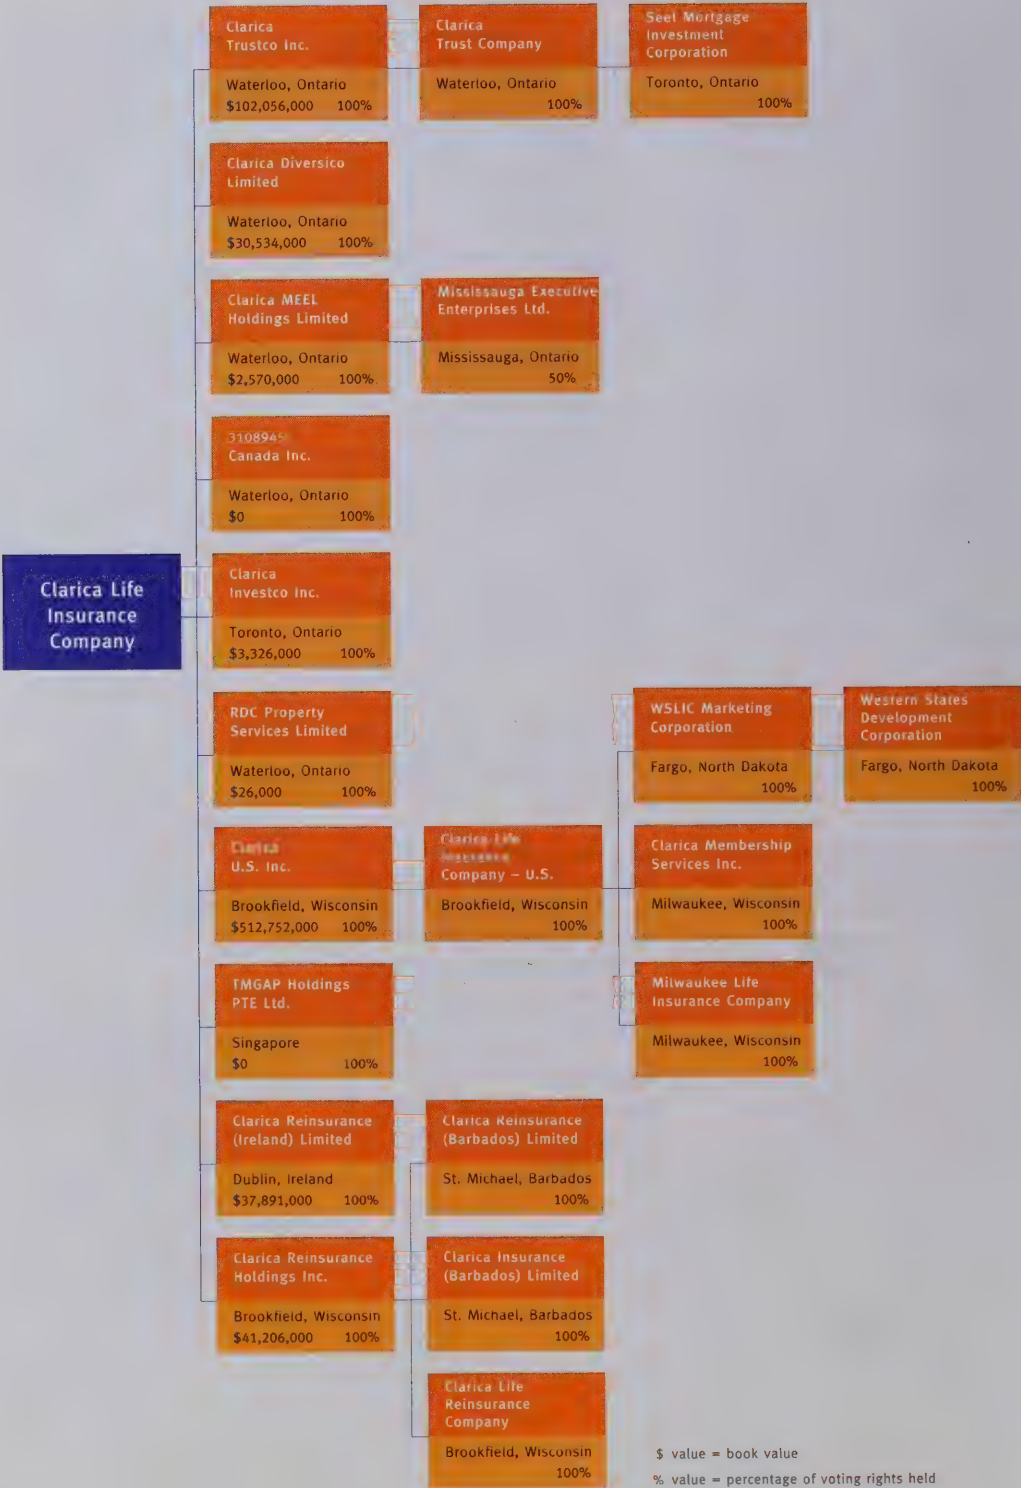 Clarica
Trustco Inc.
Waterloo, Ontario
$102,056,000 100%
Clarica
Trust Company
Waterloo, Ontario
100%
Seel Mortgage
Investment
Corporation
Toronto, Ontario
100%
Clarica Diversico
Limited
Waterloo, Ontario
$30,534,000 100%
Clarica MEEL
Holdings Limited
Waterloo, Ontario
$2,570,000 100%
Mississauga Executive
Enterprises Ltd.
Mississauga, Ontario
50%
Canada Inc.
Waterloo, Ontario
$0 100%
Clarica Life
Insurance
Company
Clarica
Investco Inc.
Toronto, Ontario
$3,326,000 100%
RDC Property
Services Limited
Waterloo, Ontario
$26,000 100%
WSLIC Marketing
Corporation
Fargo, North Dakota
100%
Western States
Development
Corporation
Fargo, North Dakota
100%
Clarica
U.S. Inc.
Brookfield, Wisconsin
$512,752,000 100%
Clarica Life
Insurance
Company – U.S.
Brookfield, Wisconsin
100%
Clarica Membership
Services Inc.
Milwaukee, Wisconsin
100%
TMGAP Holdings
PTE Ltd.
Singapore
$0 100%
Milwaukee Life
Insurance Company
Milwaukee, Wisconsin
100%
Clarica Reinsurance
(Ireland) Limited
Dublin, Ireland
$37,891,000 100%
Clarica Reinsurance
(Barbados) Limited
St. Michael, Barbados
100%
Clarica Reinsurance
Holdings Inc.
Brookfield, Wisconsin
$41,206,000 100%
Clarica Insurance
(Barbados) Limited
St. Michael, Barbados
100%
Clarica Life
Reinsurance
Company
Brookfield, Wisconsin
100%
$ value = book value
% value = percentage of voting rights held